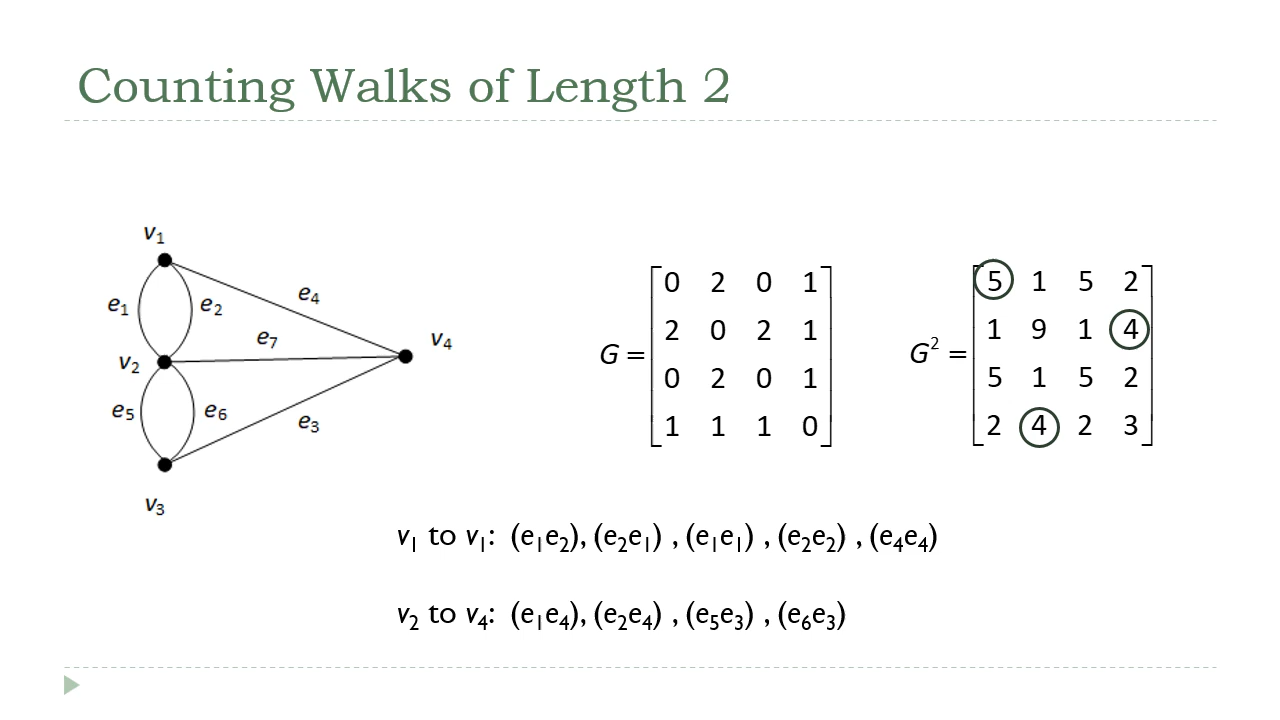 Counting Walks of Length 2
v₁
e₁
e₂
e₄
v₂
e₇
v₄
e₅
e₆
e₃
v₃
G =
0 2 0 1
2 0 2 1
0 2 0 1
1 1 1 0
G² =
5 1 5 2
1 9 1 4
5 1 5 2
2 4 2 3
v₁ to v₁: (e₁e₂), (e₂e₁) , (e₁e₁) , (e₂e₂) , (e₄e₄)
v₂ to v₄: (e₁e₄), (e₂e₄) , (e₅e₃) , (e₆e₃)